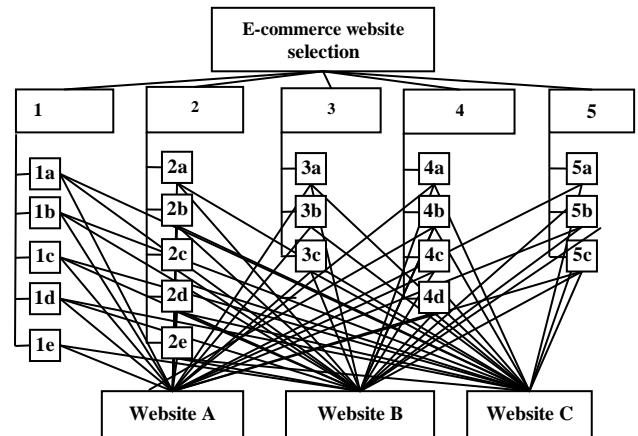 E-commerce website
selection
1 2 3 4 5
1a 2a 3a 4a 5a
1b 2b 3b 4b 5b
1c 2c 3c 4c 5c
1d 2d 4d
1e 2e
Website A Website B Website C